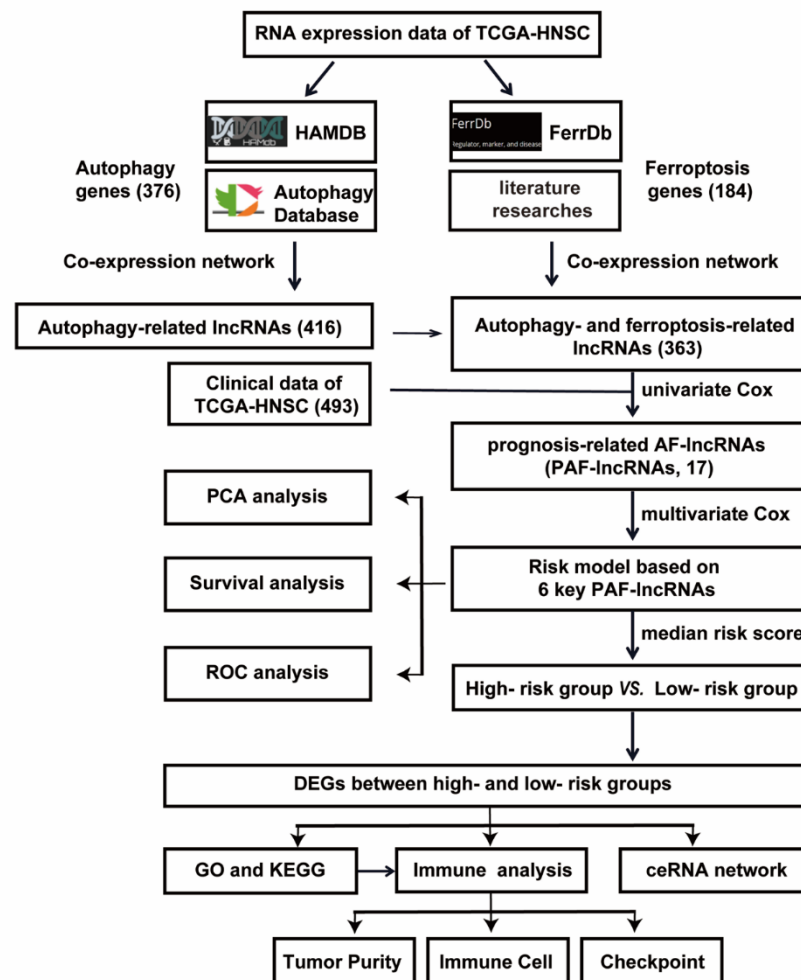 RNA expression data of TCGA-HNSC
HAMDB
HAMdb
FerrDb
Regulator, marker, and disease
FerrDb
Autophagy
genes (376)
Autophagy
Database
literature
researches
Ferroptosis
genes (184)
Co-expression network
Co-expression network
Autophagy-related lncRNAs (416)
Autophagy- and ferroptosis-related
lncRNAs (363)
Clinical data of
TCGA-HNSC (493)
univariate Cox
prognosis-related AF-lncRNAs
(PAF-lncRNAs, 17)
PCA analysis
multivariate Cox
Survival analysis
Risk model based on
6 key PAF-lncRNAs
median risk score
ROC analysis
High- risk group VS. Low- risk group
DEGs between high- and low- risk groups
GO and KEGG
Immune analysis
ceRNA network
Tumor Purity
Immune Cell
Checkpoint